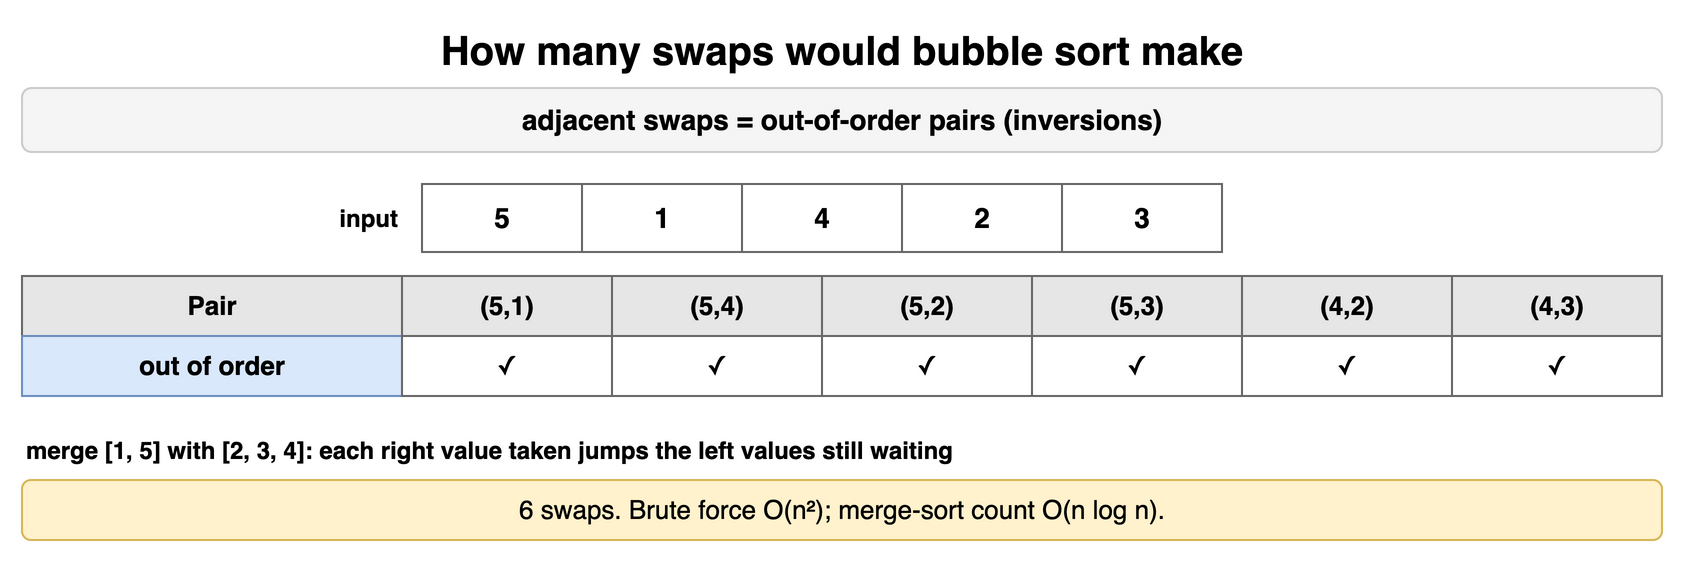 How many swaps would bubble sort make
adjacent swaps = out-of-order pairs (inversions)
input 5 1 4 2 3
Pair (5,1) (5,4) (5,2) (5,3) (4,2) (4,3)
out of order ✓ ✓ ✓ ✓ ✓ ✓
merge [1, 5] with [2, 3, 4]: each right value taken jumps the left values still waiting
6 swaps. Brute force O(n²); merge-sort count O(n log n).